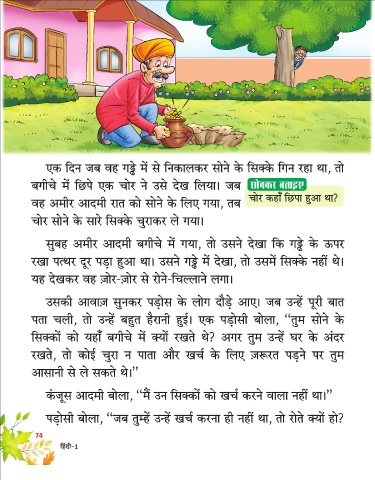 एक दिन जब वह गड्ढे में से निकालकर सोने के सिक्के गिन रहा था, तो
बगीचे में छिपे एक चोर ने उसे देख लिया। जब
वह अमीर आदमी रात को सोने के लिए गया, तब
चोर सोने के सारे सिक्के चुराकर ले गया।
सोचकर बताइए
चोर कहाँ छिपा हुआ था?
सुबह अमीर आदमी बगीचे में गया, तो उसने देखा कि गड्ढे के ऊपर
रखा पत्थर दूर पड़ा हुआ था। उसने गड्ढे में देखा, तो उसमें सिक्के नहीं थे।
यह देखकर वह ज़ोर-ज़ोर से रोने-चिल्लाने लगा।
उसकी आवाज़ सुनकर पड़ोस के लोग दौड़े आए। जब उन्हें पूरी बात
पता चली, तो उन्हें बहुत हैरानी हुई। एक पड़ोसी बोला, “तुम सोने के
सिक्कों को यहाँ बगीचे में क्यों रखते थे? अगर तुम उन्हें घर के अंदर
रखते, तो कोई चुरा न पाता और खर्च के लिए ज़रूरत पड़ने पर तुम
आसानी से ले सकते थे।”
कंजूस आदमी बोला, “मैं उन सिक्कों को खर्च करने वाला नहीं था।”
पड़ोसी बोला, “जब तुम्हें उन्हें खर्च करना ही नहीं था, तो रोते क्यों हो?
74
हिंदी-1